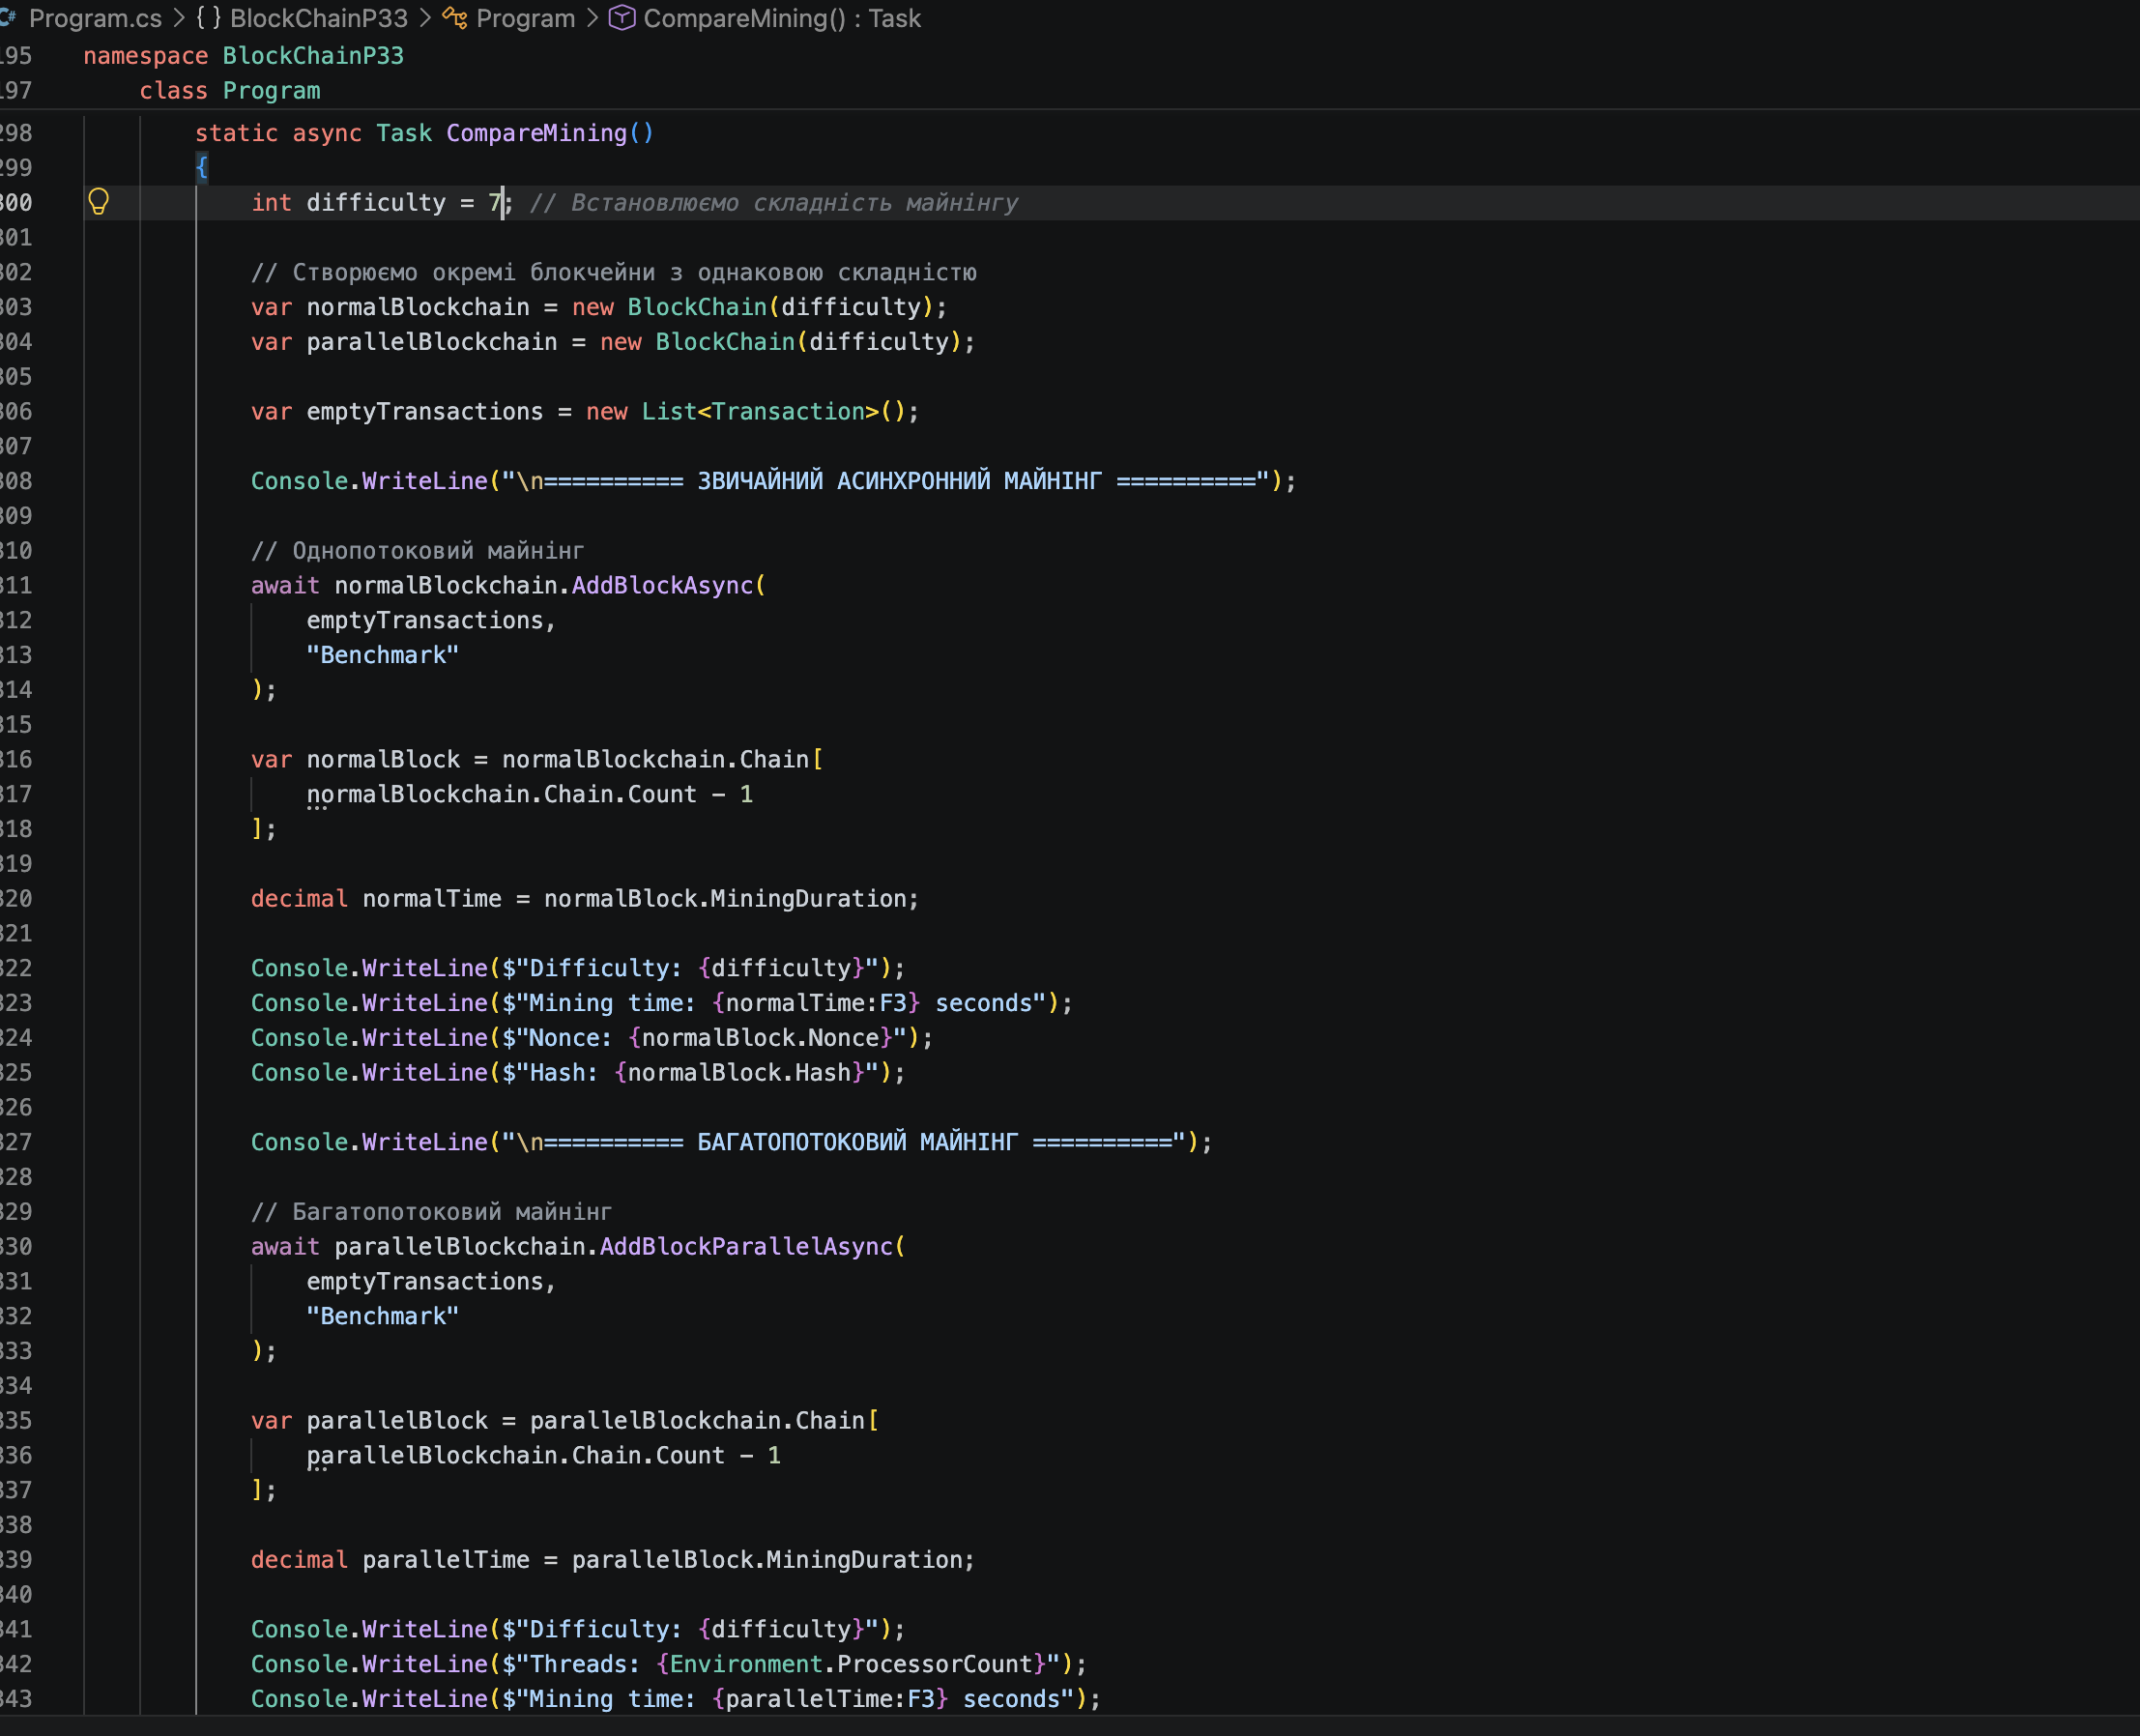 Program.cs > {} BlockChainP33 > Program > CompareMining() : Task
195 namespace BlockChainP33
197 class Program
298 static async Task CompareMining()
299 {
300 int difficulty = 7; // Встановлюємо складність майнінгу
301
302 // Створюємо окремі блокчейни з однаковою складністю
303 var normalBlockchain = new BlockChain(difficulty);
304 var parallelBlockchain = new BlockChain(difficulty);
305
306 var emptyTransactions = new List<Transaction>();
307
308 Console.WriteLine("\n========== ЗВИЧАЙНИЙ АСИНХРОННИЙ МАЙНІНГ ==========");
309
310 // Однопотоковий майнінг
311 await normalBlockchain.AddBlockAsync(
312 emptyTransactions,
313 "Benchmark"
314 );
315
316 var normalBlock = normalBlockchain.Chain[
317 normalBlockchain.Chain.Count - 1
318 ];
319
320 decimal normalTime = normalBlock.MiningDuration;
321
322 Console.WriteLine($"Difficulty: {difficulty}");
323 Console.WriteLine($"Mining time: {normalTime:F3} seconds");
324 Console.WriteLine($"Nonce: {normalBlock.Nonce}");
325 Console.WriteLine($"Hash: {normalBlock.Hash}");
326
327 Console.WriteLine("\n========== БАГАТОПОТОКОВИЙ МАЙНІНГ ==========");
328
329 // Багатопотоковий майнінг
330 await parallelBlockchain.AddBlockParallelAsync(
331 emptyTransactions,
332 "Benchmark"
333 );
334
335 var parallelBlock = parallelBlockchain.Chain[
336 parallelBlockchain.Chain.Count - 1
337 ];
338
339 decimal parallelTime = parallelBlock.MiningDuration;
340
341 Console.WriteLine($"Difficulty: {difficulty}");
342 Console.WriteLine($"Threads: {Environment.ProcessorCount}");
343 Console.WriteLine($"Mining time: {parallelTime:F3} seconds");